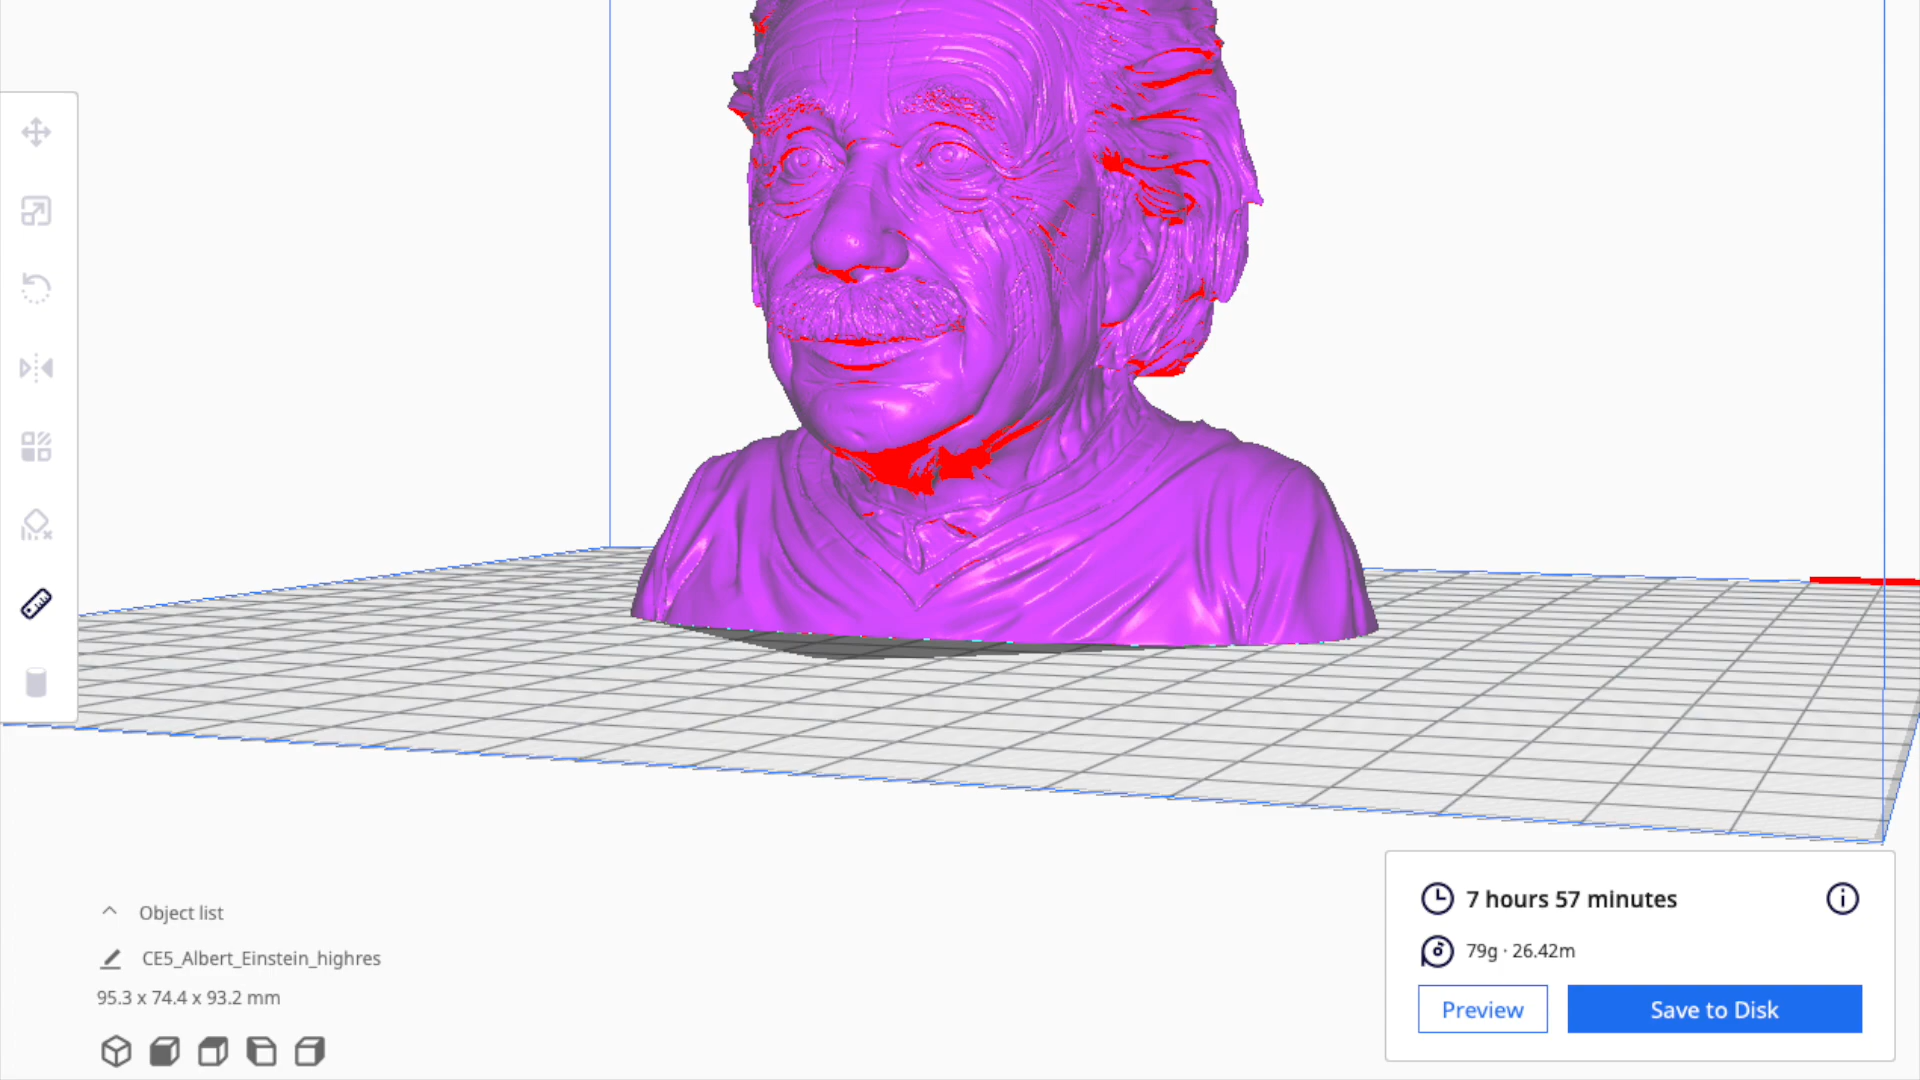 Object list
CE5_Albert_Einstein_highres
95.3 x 74.4 x 93.2 mm
7 hours 57 minutes
79g · 26.42m
Preview
Save to Disk